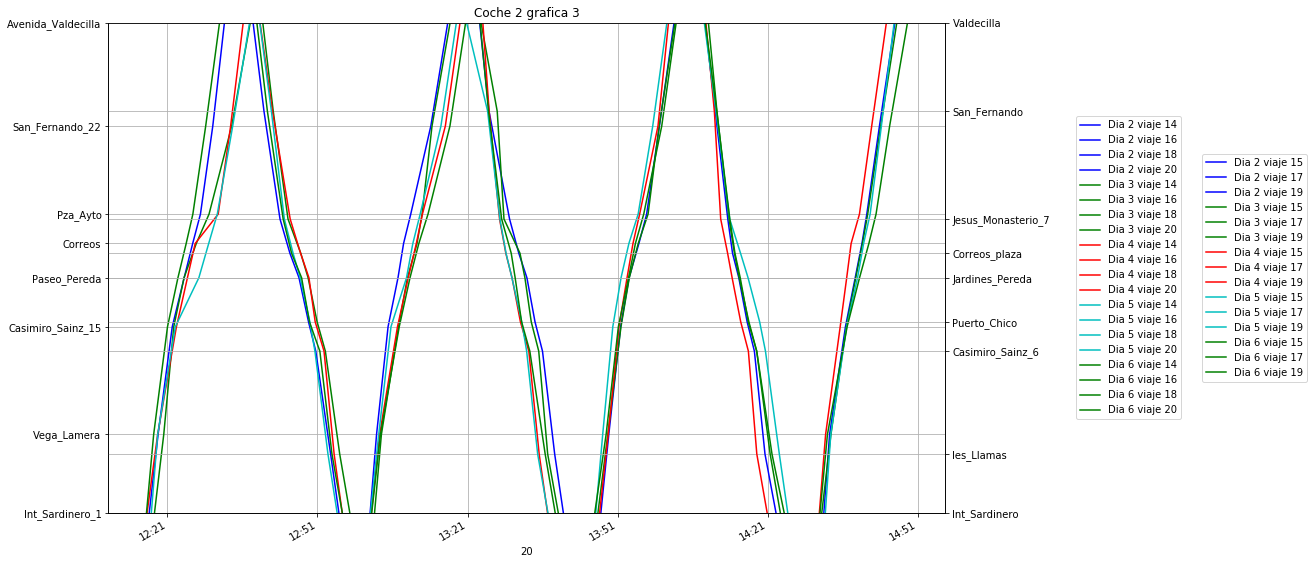 Coche 2 grafica 3
Avenida_Valdecilla
San_Fernando_22
Pza_Ayto
Correos
Paseo_Pereda
Casimiro_Sainz_15
Vega_Lamera
Int_Sardinero_1
Valdecilla
San_Fernando
Jesus_Monasterio_7
Correos_plaza
Jardines_Pereda
Puerto_Chico
Casimiro_Sainz_6
Ies_Llamas
Int_Sardinero
12:21
12:51
13:21
13:51
14:21
14:51
20
Dia 2 viaje 14
Dia 2 viaje 16
Dia 2 viaje 18
Dia 2 viaje 20
Dia 3 viaje 14
Dia 3 viaje 16
Dia 3 viaje 18
Dia 3 viaje 20
Dia 4 viaje 14
Dia 4 viaje 16
Dia 4 viaje 18
Dia 4 viaje 20
Dia 5 viaje 14
Dia 5 viaje 16
Dia 5 viaje 18
Dia 5 viaje 20
Dia 6 viaje 14
Dia 6 viaje 16
Dia 6 viaje 18
Dia 6 viaje 20
Dia 2 viaje 15
Dia 2 viaje 17
Dia 2 viaje 19
Dia 3 viaje 15
Dia 3 viaje 17
Dia 3 viaje 19
Dia 4 viaje 15
Dia 4 viaje 17
Dia 4 viaje 19
Dia 5 viaje 15
Dia 5 viaje 17
Dia 5 viaje 19
Dia 6 viaje 15
Dia 6 viaje 17
Dia 6 viaje 19